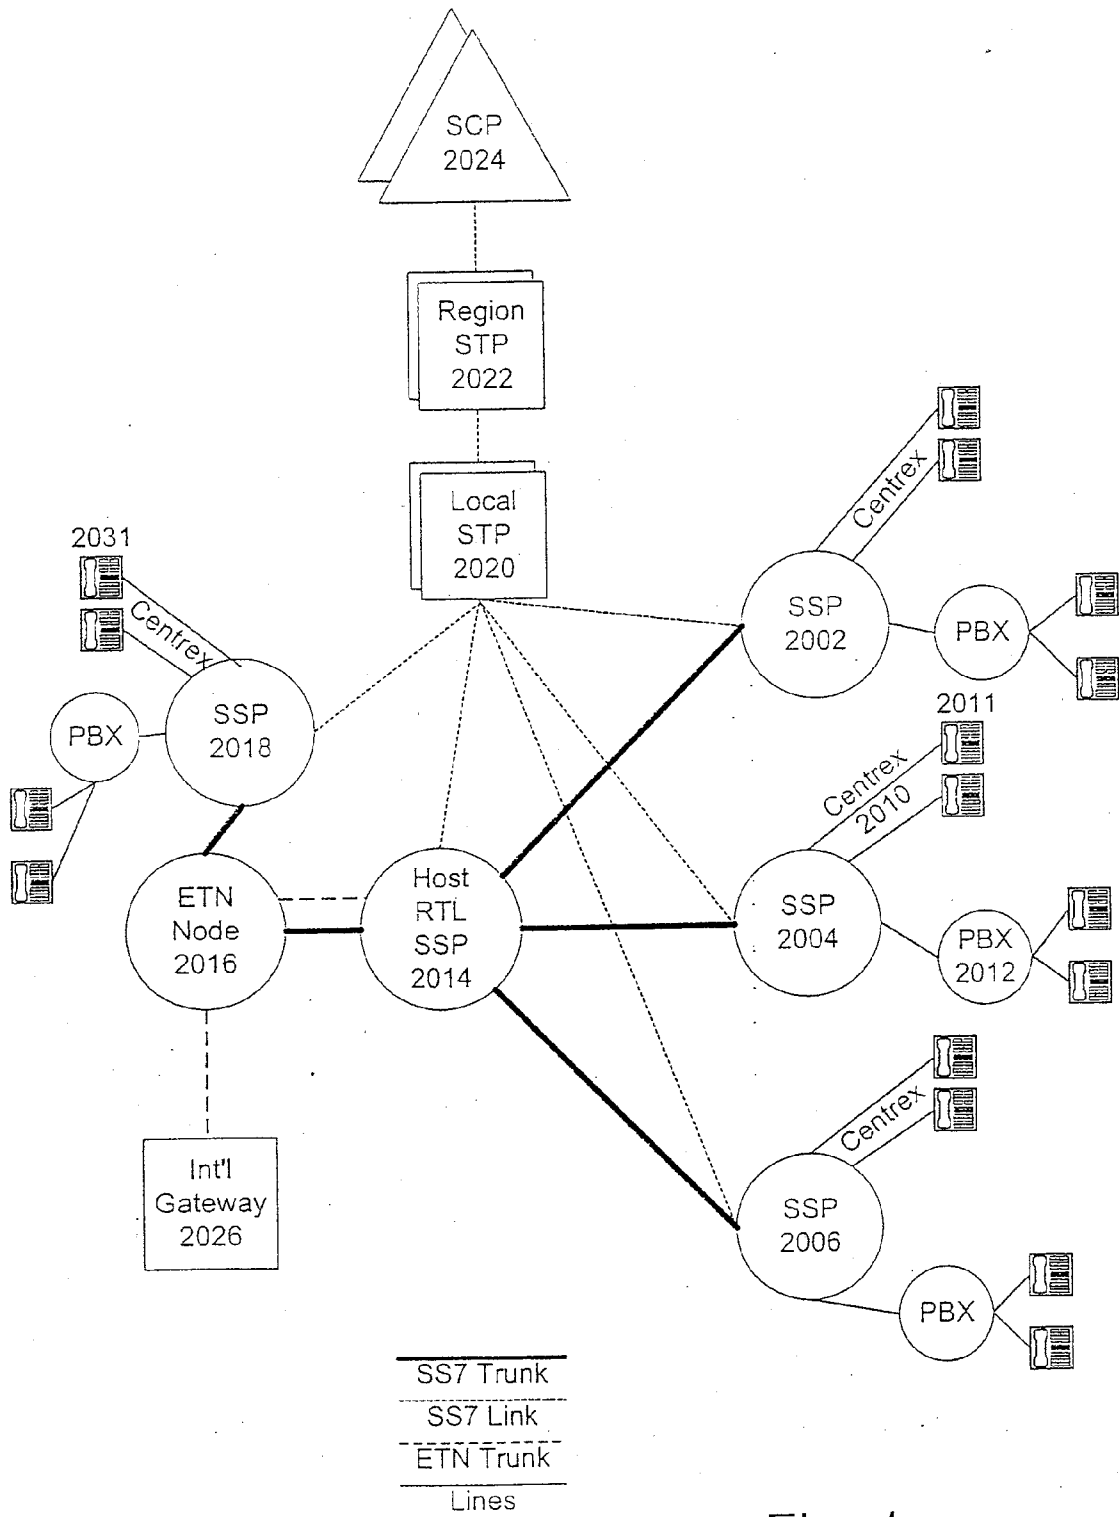 SCP
2024
Region
STP
2022
Local
STP
2020
Centrex
2031
Centrex
SSP
2002
PBX
SSP
2018
PBX
2011
Centrex
2010
Host
RTL
SSP
2014
ETN
Node
2016
SSP
2004
PBX
2012
Centrex
Int'l
Gateway
2026
SSP
2006
PBX
SS7 Trunk
SS7 Link
ETN Trunk
Lines